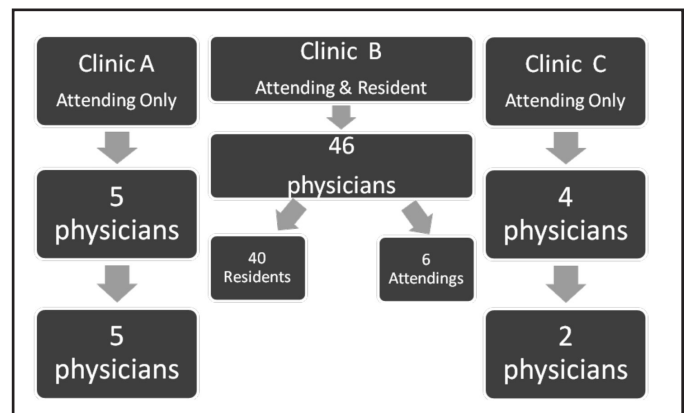 Clinic A
Attending Only
5
physicians
5
physicians
Clinic B
Attending & Resident
46
physicians
40
Residents
6
Attendings
Clinic C
Attending Only
4
physicians
2
physicians